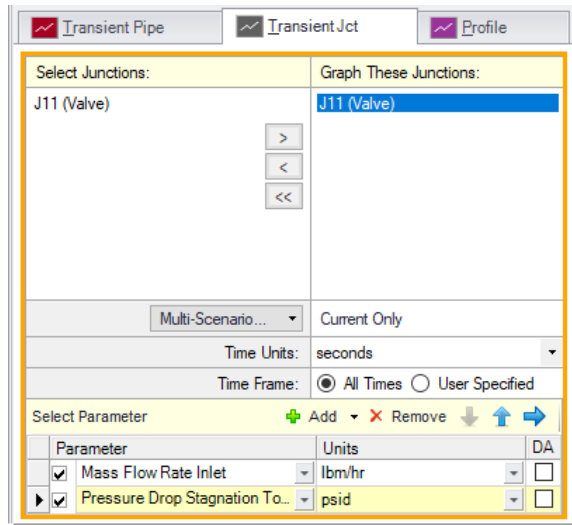 Transient Pipe Transient Jct Profile
Select Junctions: Graph These Junctions:
J11 (Valve) J11 (Valve)
>
<
<<
Multi-Scenario... Current Only
Time Units: seconds
Time Frame: All Times User Specified
Select Parameter Add Remove
Parameter Units DA
Mass Flow Rate Inlet lbm/hr
Pressure Drop Stagnation To... psid